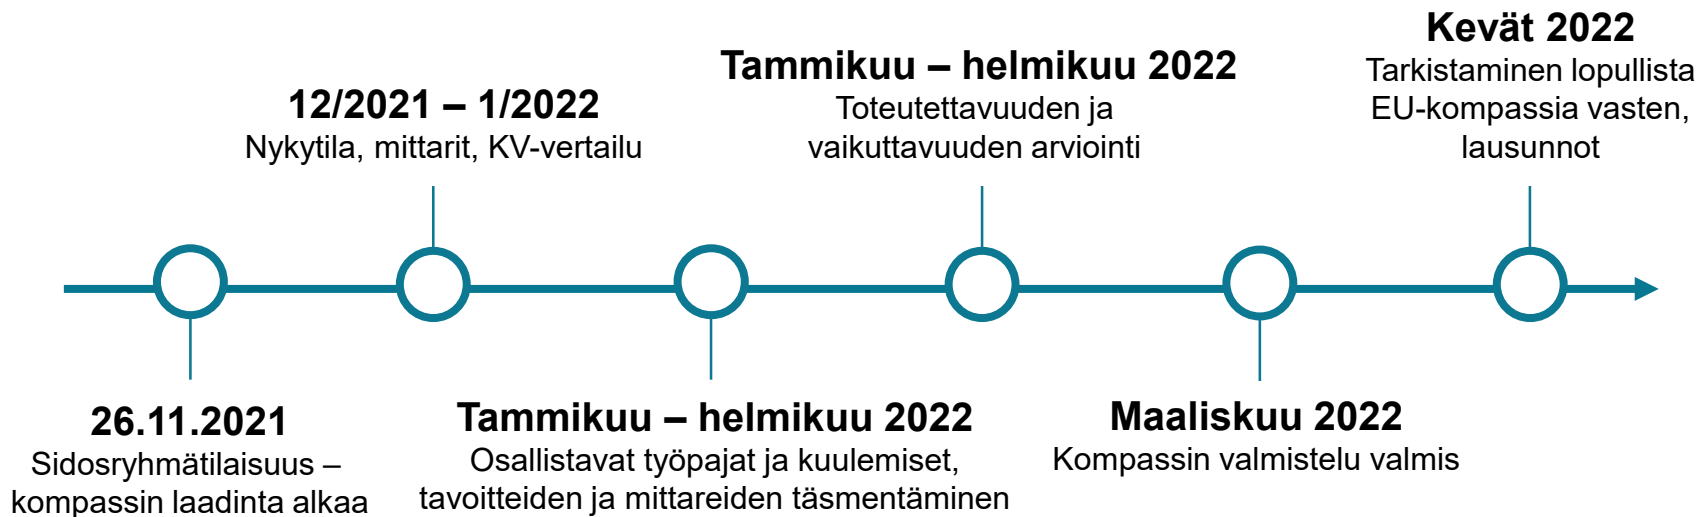 26.11.2021
Sidosryhmätilaisuus –
kompassin laadinta alkaa
12/2021 – 1/2022
Nykytila, mittarit, KV-vertailu
Tammikuu – helmikuu 2022
Osallistavat työpajat ja kuulemiset,
tavoitteiden ja mittareiden täsmentäminen
Tammikuu – helmikuu 2022
Toteutettavuuden ja
vaikuttavuuden arviointi
Maaliskuu 2022
Kompassin valmistelu valmis
Kevät 2022
Tarkistaminen lopullista
EU-kompassia vasten,
lausunnot